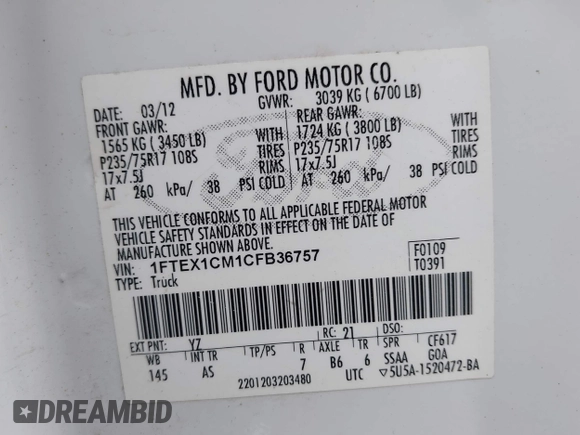 MFD. BY FORD MOTOR CO.
DATE: 03/12 GVWR: 3039 KG ( 6700 LB)
FRONT GAWR: REAR GAWR:
1565 KG ( 3450 LB) WITH 1724 KG ( 3800 LB) WITH
P235/75R17 108S TIRES P235/75R17 108S TIRES
17x7.5J RIMS 17x7.5J RIMS
AT 260 kPa/ 38 PSI COLD AT 260 kPa/ 38 PSI COLD
Ford
THIS VEHICLE CONFORMS TO ALL APPLICABLE FEDERAL MOTOR
VEHICLE SAFETY STANDARDS IN EFFECT ON THE DATE OF
MANUFACTURE SHOWN ABOVE.
VIN: 1FTEX1CM1CFB36757 F0109
TYPE: Truck T0391
EXT PNT: YZ RC: 21 DSO:
WB INT TR TP/PS R AXLE TR SPR CF617
145 AS 7 B6 6 SSAA GOA
2201203203480 UTC ▽5U5A-1520472-BA
DREAMBID DREAMBID